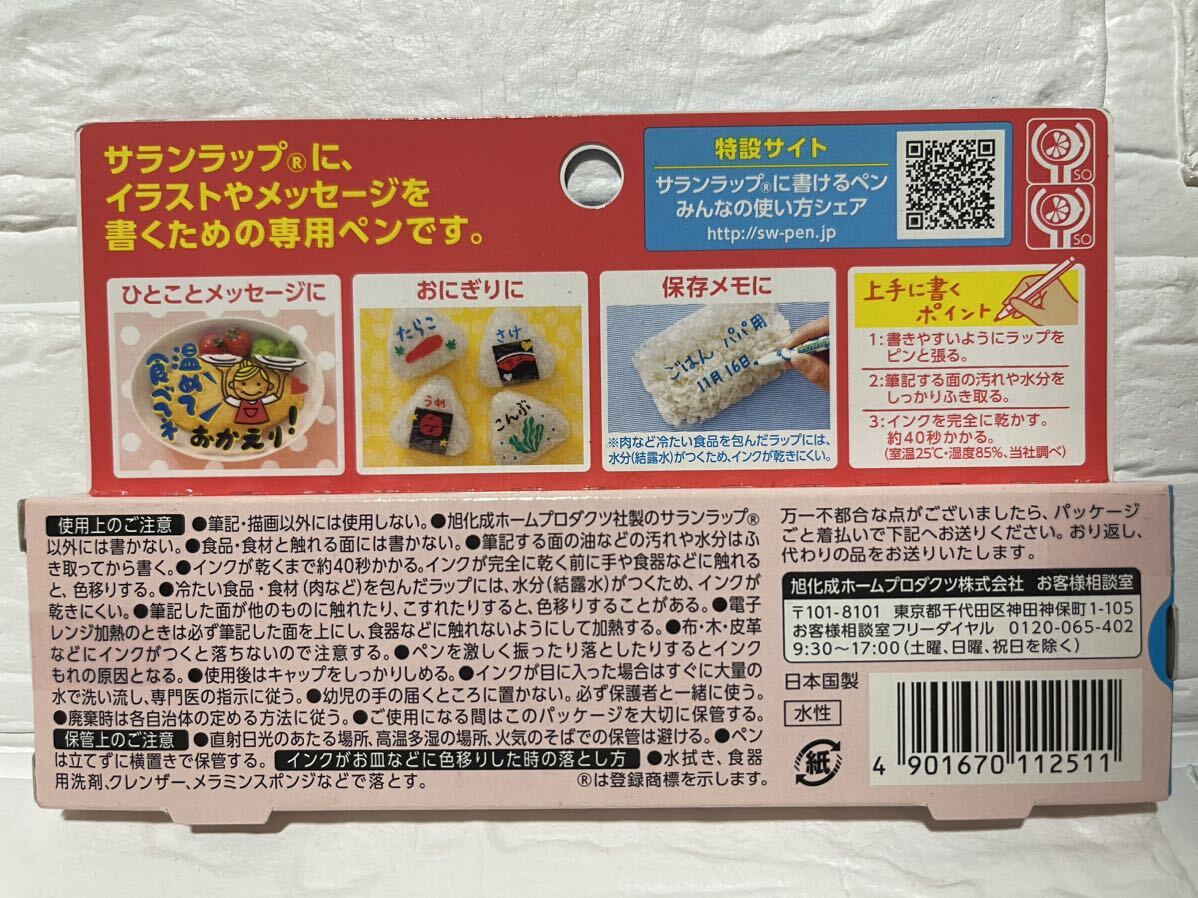 サランラップ®に、
イラストやメッセージを
書くための専用ペンです。
特設サイト
サランラップ®に書けるペン
みんなの使い方シェア
http://sw-pen.jp
SO
SO
ひとことメッセージに
温めて
食べてネ
おかえり!
おにぎりに
たらこ
さけ
うめ
こんぶ
保存メモに
ごはん パパ用
11月16日
※肉など冷たい食品を包んだラップには、
水分(結露水)がつくため、インクが乾きにくい。
上手に書く
ポイント
1:書きやすいようにラップを
ピンと張る。
2:筆記する面の汚れや水分を
しっかりふき取る。
3:インクを完全に乾かす。
約40秒かかる。
(室温25℃・湿度85%、当社調べ)
使用上のご注意 ●筆記・描画以外には使用しない。●旭化成ホームプロダクツ社製のサランラップ®
以外には書かない。●食品・食材と触れる面には書かない。●筆記する面の油などの汚れや水分はふ
き取ってから書く。●インクが乾くまで約40秒かかる。インクが完全に乾く前に手や食器などに触れる
と、色移りする。●冷たい食品・食材(肉など)を包んだラップには、水分(結露水)がつくため、インクが
乾きにくい。●筆記した面が他のものに触れたり、こすれたりすると、色移りすることがある。●電子
レンジ加熱のときは必ず筆記した面を上にし、食器などに触れないようにして加熱する。●布・木・皮革
などにインクがつくと落ちないので注意する。●ペンを激しく振ったり落としたりするとインク
もれの原因となる。●使用後はキャップをしっかりしめる。●インクが目に入った場合はすぐに大量の
水で洗い流し、専門医の指示に従う。●幼児の手の届くところに置かない。必ず保護者と一緒に使う。
●廃棄時は各自治体の定める方法に従う。●ご使用になる間はこのパッケージを大切に保管する。
保管上のご注意 ●直射日光のあたる場所、高温多湿の場所、火気のそばでの保管は避ける。●ペン
は立てずに横置きで保管する。 インクがお皿などに色移りした時の落とし方 ●水拭き、食器
用洗剤、クレンザー、メラミンスポンジなどで落とす。 ®は登録商標を示します。
万一不都合な点がございましたら、パッケージ
ごと着払いで下記へお送りください。おり返し、
代わりの品をお送りいたします。
旭化成ホームプロダクツ株式会社 お客様相談室
〒101-8101 東京都千代田区神田神保町1-105
お客様相談室フリーダイヤル 0120-065-402
9:30〜17:00(土曜、日曜、祝日を除く)
日本国製
水性
紙
4 901670 112511